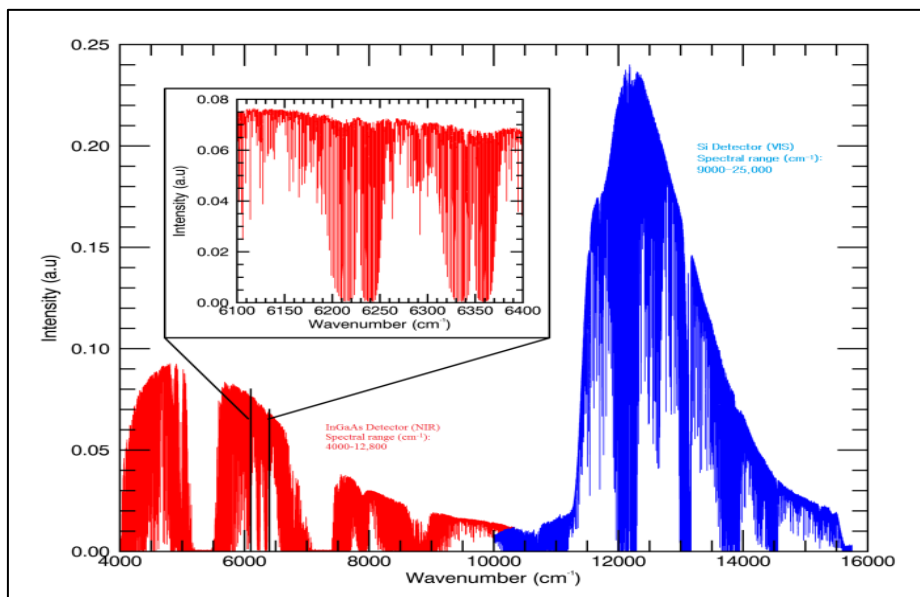 0.25
0.20
0.15
0.10
0.05
0.00
Intensity (a.u)
4000 6000 8000 10000 12000 14000 16000
Wavenumber (cm⁻¹)
0.08
0.06
0.04
0.02
0.00
Intensity (a.u)
6100 6150 6200 6250 6300 6350 6400
Wavenumber (cm⁻¹)
Si Detector (VIS)
Spectral range (cm⁻¹):
9000−25,000
InGaAs Detector (NIR)
Spectral range (cm⁻¹):
4000-12,800